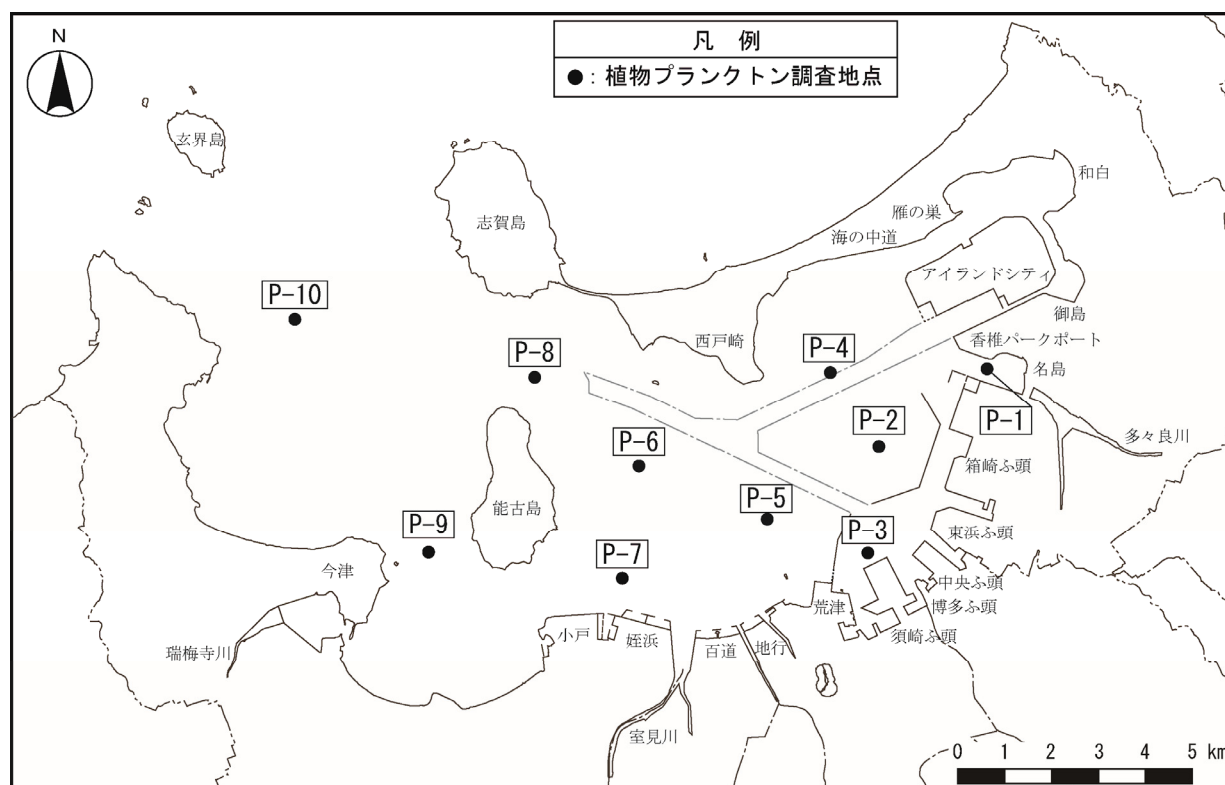 N
凡 例
●：植物プランクトン調査地点
玄界島
志賀島
和白
雁の巣
海の中道
アイランドシティ
御島
P-10
西戸崎
香椎パークポート
P-8
P-4
名島
P-2
P-1
多々良川
P-6
箱崎ふ頭
能古島
P-5
P-9
P-3
東浜ふ頭
今津
P-7
中央ふ頭
荒津
博多ふ頭
小戸
姪浜
百道
地行
須崎ふ頭
瑞梅寺川
室見川
0 1 2 3 4 5 km